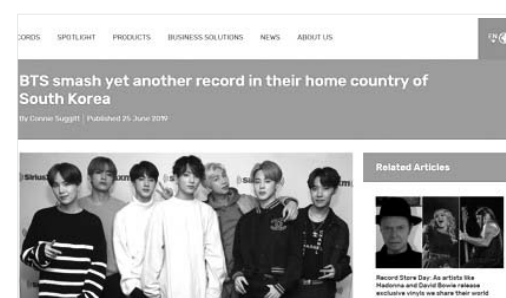 CORDS SPOTLIGHT PRODUCTS BUSINESS SOLUTIONS NEWS ABOUT US EN
BTS smash yet another record in their home country of
South Korea
By Connie Suggitt | Published 25 June 2019
Related Articles
SiriusX
Record Store Day: As artists like
Madonna and David Bowie release
exclusive vinyls we share their world